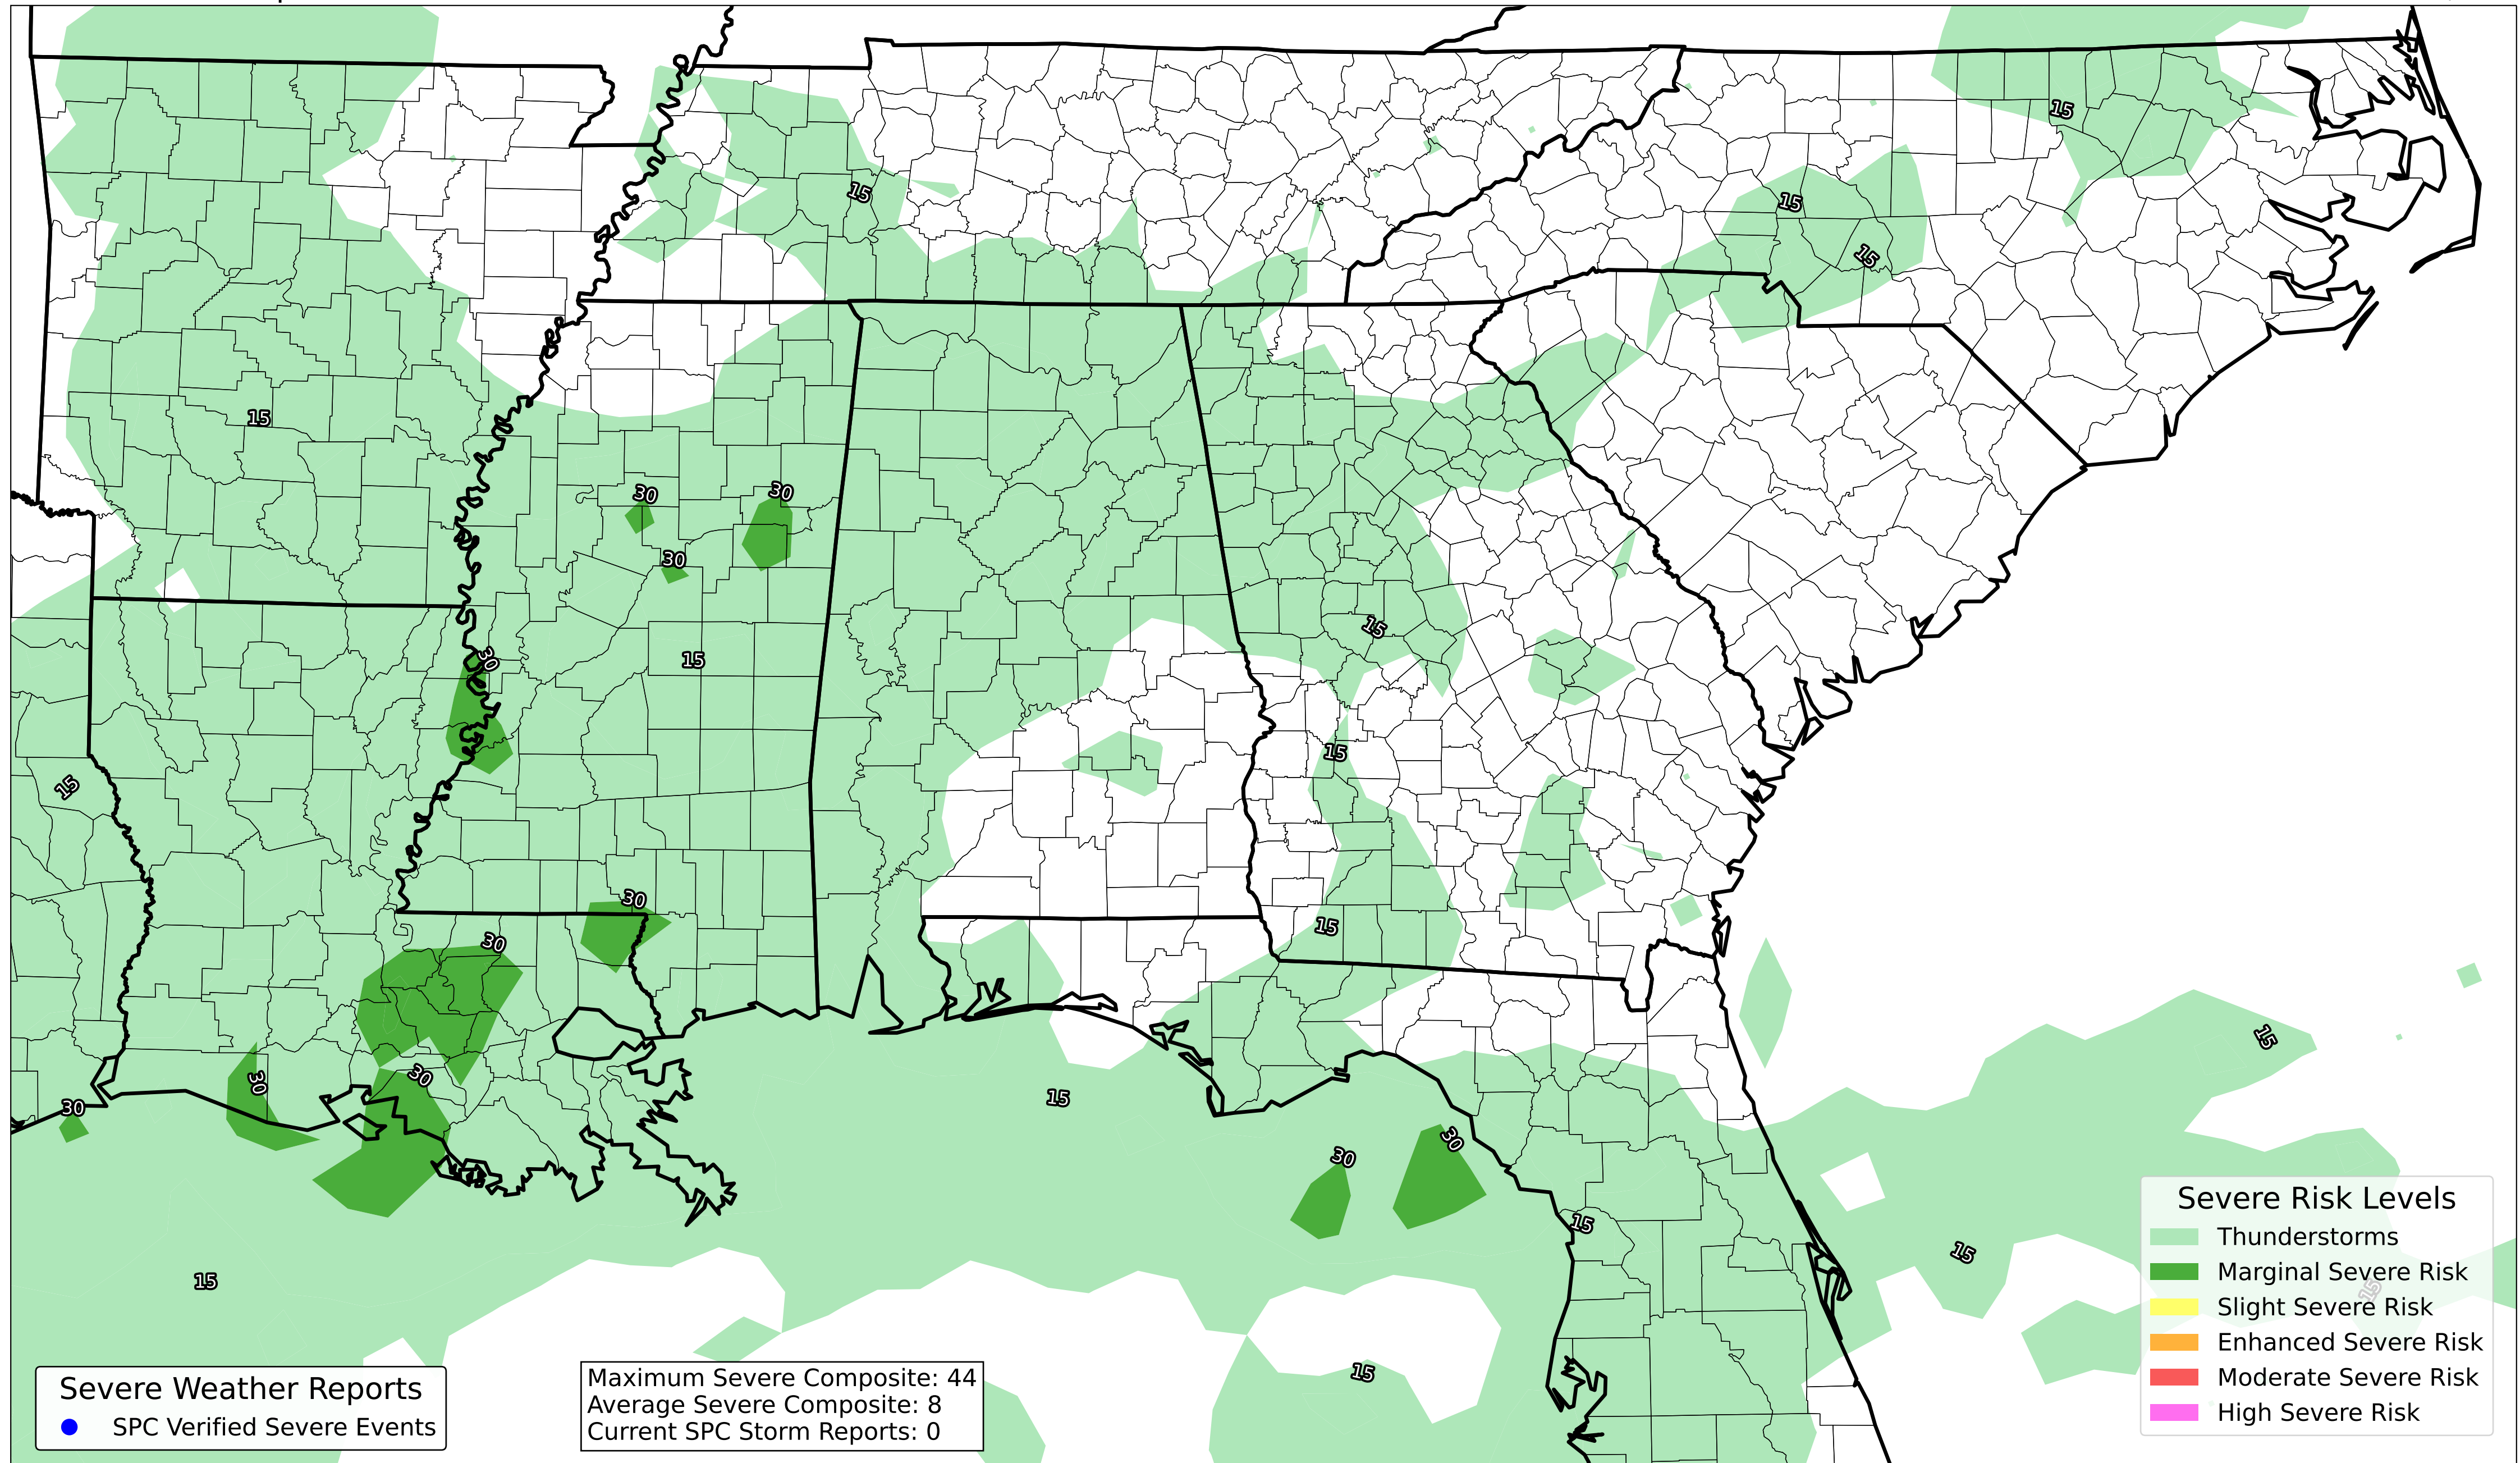 15
15
15
15
15
30
30
30
15
30
15
15
15
30
15
30
15
30
30
30
15
30
30
15
15
15
15
15
Severe Risk Levels
Thunderstorms
Marginal Severe Risk
Slight Severe Risk
Enhanced Severe Risk
Moderate Severe Risk
High Severe Risk
Severe Weather Reports
SPC Verified Severe Events
Maximum Severe Composite: 44
Average Severe Composite: 8
Current SPC Storm Reports: 0